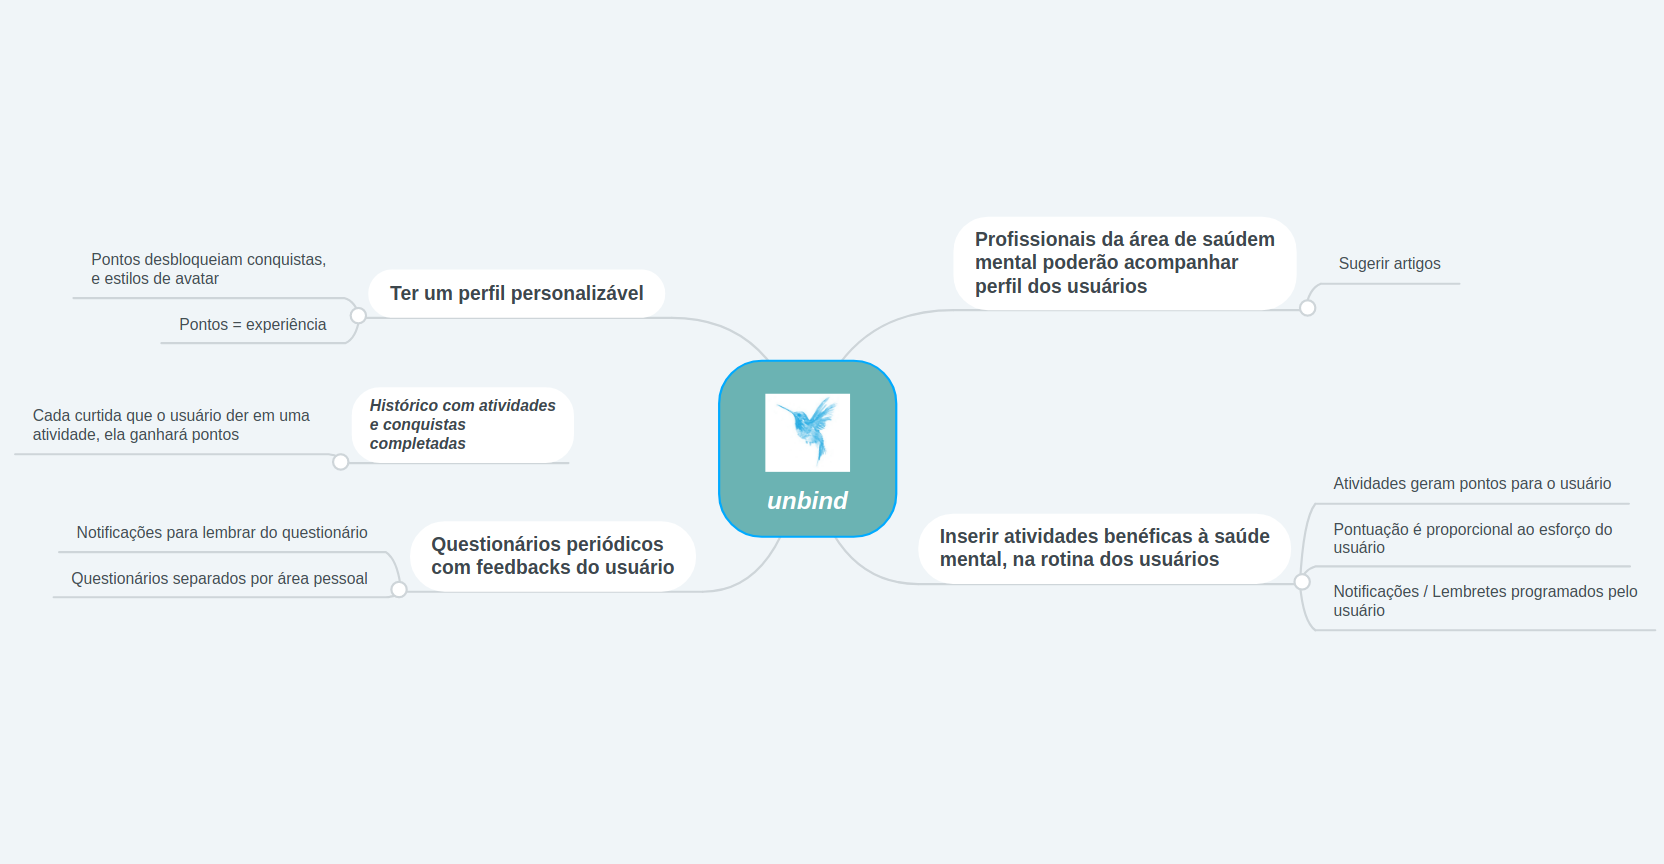 Pontos desbloqueiam conquistas,
e estilos de avatar
Pontos = experiência
Ter um perfil personalizável
Cada curtida que o usuário der em uma
atividade, ela ganhará pontos
Histórico com atividades
e conquistas
completadas
Notificações para lembrar do questionário
Questionários separados por área pessoal
Questionários periódicos
com feedbacks do usuário
unbind
Profissionais da área de saúdem
mental poderão acompanhar
perfil dos usuários
Sugerir artigos
Inserir atividades benéficas à saúde
mental, na rotina dos usuários
Atividades geram pontos para o usuário
Pontuação é proporcional ao esforço do
usuário
Notificações / Lembretes programados pelo
usuário